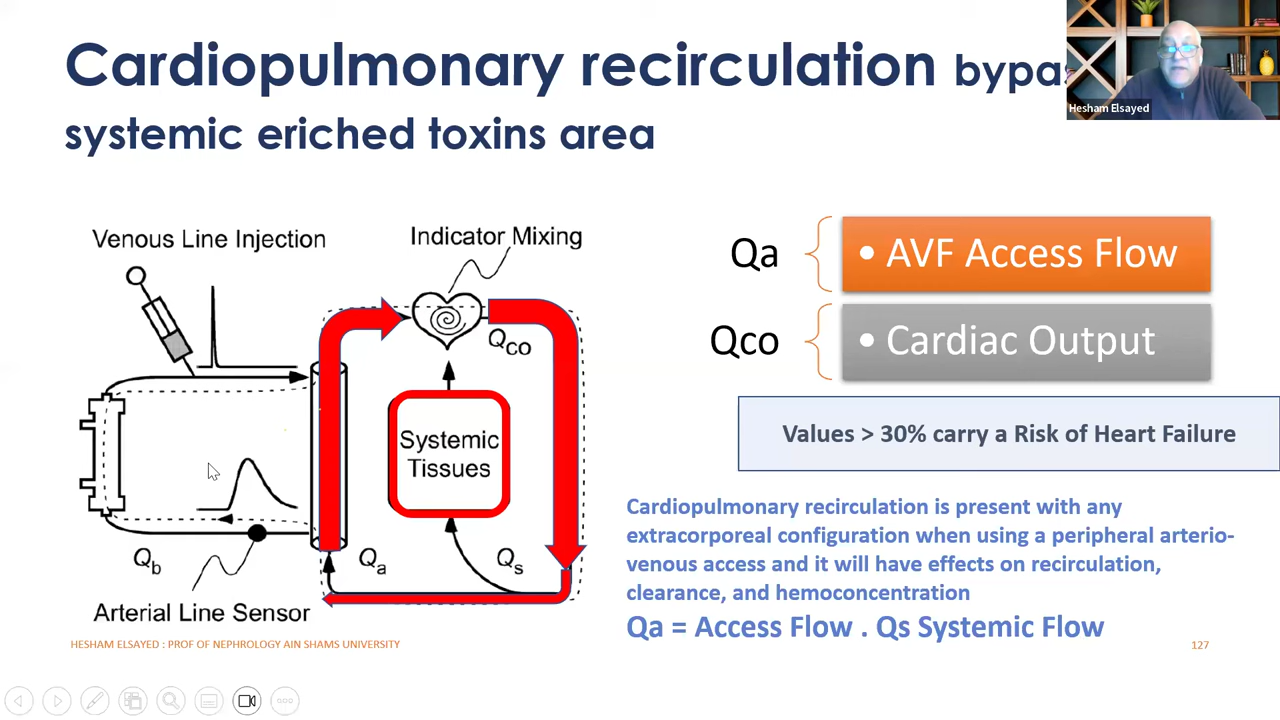 Cardiopulmonary recirculation
systemic eriched toxins area
Hesham Elsayed
Venous Line Injection
Indicator Mixing
Qco
Systemic
Tissues
Qb
Qa
Qs
Arterial Line Sensor
Qa
• AVF Access Flow
Qco
• Cardiac Output
Values > 30% carry a Risk of Heart Failure
Cardiopulmonary recirculation is present with any
extracorporeal configuration when using a peripheral arterio-
venous access and it will have effects on recirculation,
clearance, and hemoconcentration
Qa = Access Flow . Qs Systemic Flow
HESHAM ELSAYED : PROF OF NEPHROLOGY AIN SHAMS UNIVERSITY
127